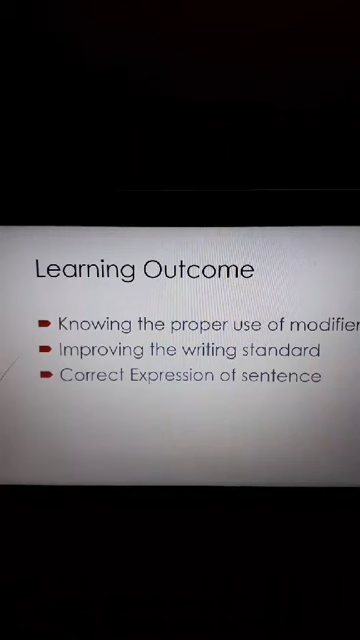 Learning Outcome
Knowing the proper use of modifier
Improving the writing standard
Correct Expression of sentence